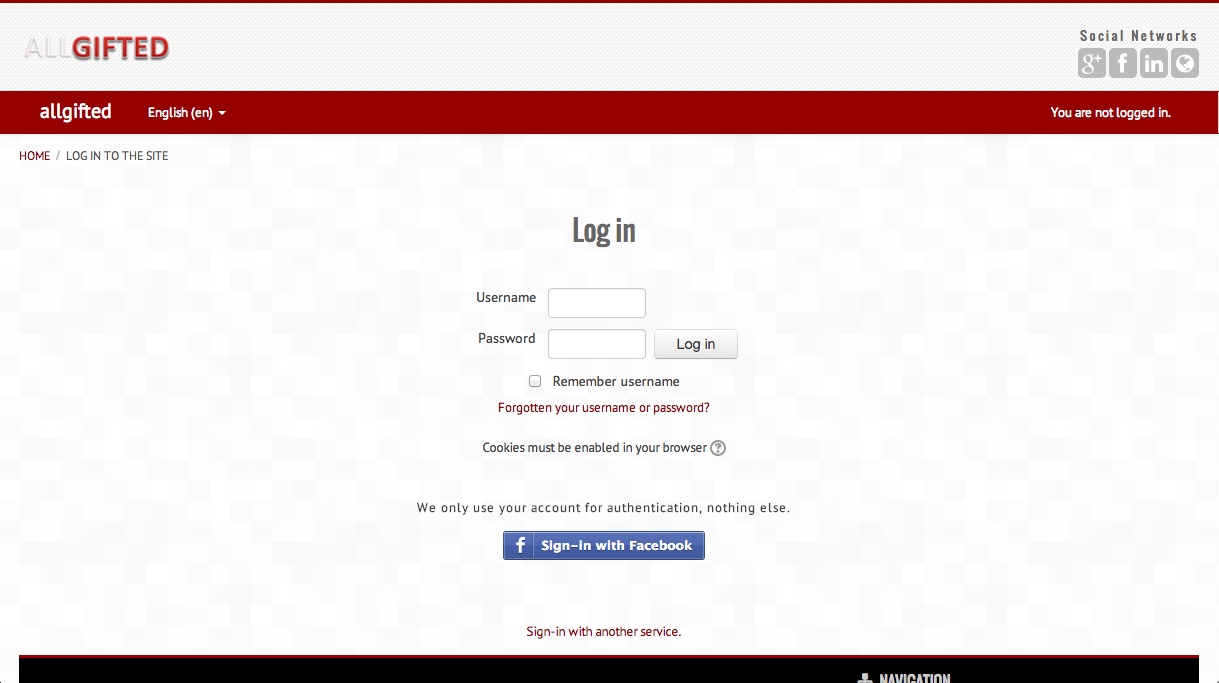 ALLGIFTED
Social Networks
allgifted
English (en)
You are not logged in.
HOME / LOG IN TO THE SITE
Log in
Username
Password
Log in
Remember username
Forgotten your username or password?
Cookies must be enabled in your browser
We only use your account for authentication, nothing else.
Sign-in with Facebook
Sign-in with another service.
NAVIGATION